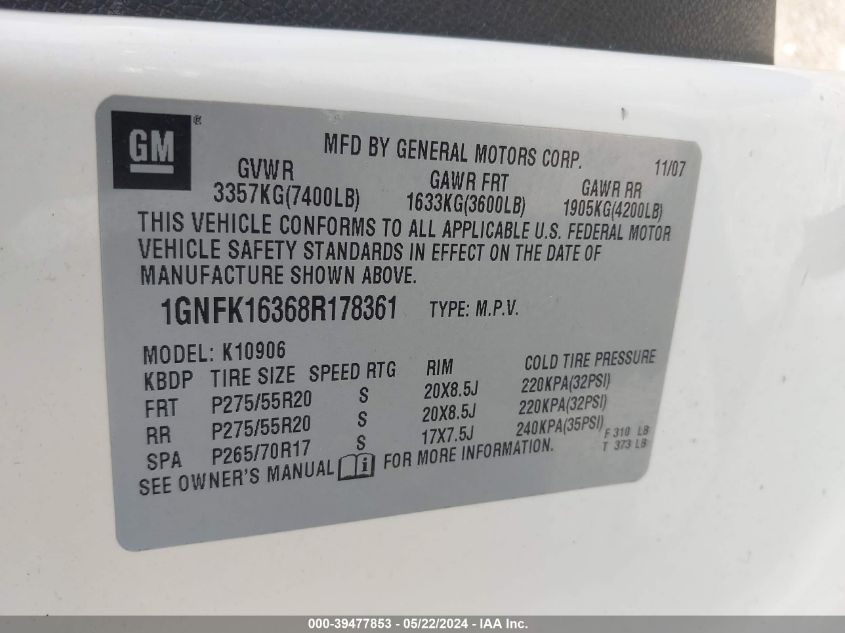 GM ®
MFD BY GENERAL MOTORS CORP. 11/07
GVWR GAWR FRT GAWR RR
3357KG(7400LB) 1633KG(3600LB) 1905KG(4200LB)
THIS VEHICLE CONFORMS TO ALL APPLICABLE U.S. FEDERAL MOTOR
VEHICLE SAFETY STANDARDS IN EFFECT ON THE DATE OF
MANUFACTURE SHOWN ABOVE.
1GNFK16368R178361 TYPE: M.P.V.
MODEL: K10906
KBDP TIRE SIZE SPEED RTG RIM COLD TIRE PRESSURE
FRT P275/55R20 S 20X8.5J 220KPA(32PSI)
RR P275/55R20 S 20X8.5J 220KPA(32PSI)
SPA P265/70R17 S 17X7.5J 240KPA(35PSI) F 310 LB
T 373 LB
SEE OWNER'S MANUAL i FOR MORE INFORMATION.
000-39477853 - 05/22/2024 - IAAI.COM